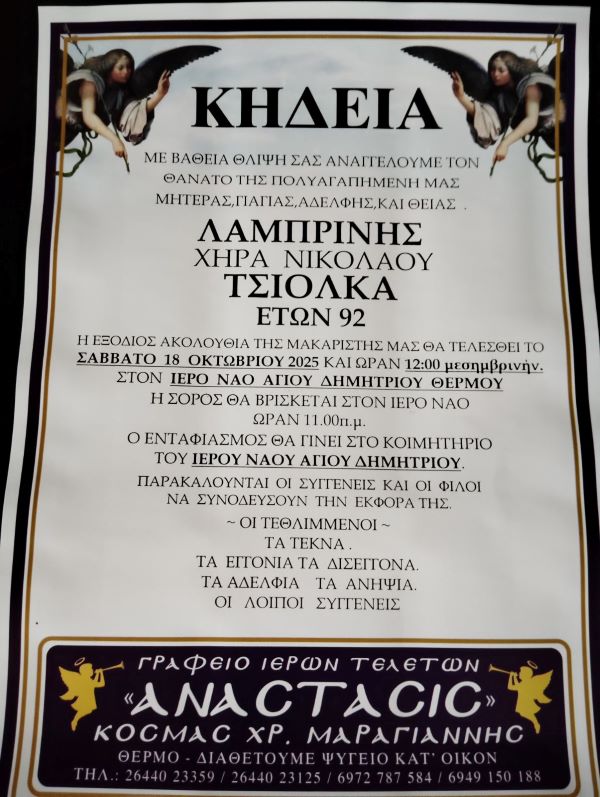 ΚΗΔΕΙΑ
ΜΕ ΒΑΘΕΙΑ ΘΛΙΨΗ ΣΑΣ ΑΝΑΓΓΕΛΟΥΜΕ ΤΟΝ
ΘΑΝΑΤΟ ΤΗΣ ΠΟΛΥΑΓΑΠΗΜΕΝΗ ΜΑΣ
ΜΗΤΕΡΑΣ,ΓΙΑΓΙΑΣ,ΑΔΕΛΦΗΣ,ΚΑΙ ΘΕΙΑΣ .
ΛΑΜΠΡΙΝΗΣ
ΧΗΡΑ ΝΙΚΟΛΑΟΥ
ΤΣΙΟΛΚΑ
ΕΤΩΝ 92
Η ΕΞΟΔΙΟΣ ΑΚΟΛΟΥΘΙΑ ΤΗΣ ΜΑΚΑΡΙΣΤΗΣ ΜΑΣ ΘΑ ΤΕΛΕΣΘΕΙ ΤΟ
ΣΑΒΒΑΤΟ 18 ΟΚΤΩΒΡΙΟΥ 2025 ΚΑΙ ΩΡΑΝ 12:00 μεσημβρινήν.
ΣΤΟΝ ΙΕΡΟ ΝΑΟ ΑΓΙΟΥ ΔΗΜΗΤΡΙΟΥ ΘΕΡΜΟΥ
Η ΣΟΡΟΣ ΘΑ ΒΡΙΣΚΕΤΑΙ ΣΤΟΝ ΙΕΡΟ ΝΑΟ
ΩΡΑΝ 11.00π.μ.
Ο ΕΝΤΑΦΙΑΣΜΟΣ ΘΑ ΓΙΝΕΙ ΣΤΟ ΚΟΙΜΗΤΗΡΙΟ
ΤΟΥ ΙΕΡΟΥ ΝΑΟΥ ΑΓΙΟΥ ΔΗΜΗΤΡΙΟΥ.
ΠΑΡΑΚΑΛΟΥΝΤΑΙ ΟΙ ΣΥΓΓΕΝΕΙΣ ΚΑΙ ΟΙ ΦΙΛΟΙ
ΝΑ ΣΥΝΟΔΕΥΣΟΥΝ ΤΗΝ ΕΚΦΟΡΑ ΤΗΣ.
~ ΟΙ ΤΕΘΛΙΜΜΕΝΟΙ ~
ΤΑ ΤΕΚΝΑ .
ΤΑ ΕΓΓΟΝΙΑ ΤΑ ΔΙΣΕΓΓΟΝΑ.
ΤΑ ΑΔΕΛΦΙΑ ΤΑ ΑΝΗΨΙΑ.
ΟΙ ΛΟΙΠΟΙ ΣΥΓΓΕΝΕΙΣ
ΓΡΑΦΕΙΟ ΙΕΡΩΝ ΤΕΛΕΤΩΝ
«ΑΝΑCΤΑCΙC»
ΚΟCΜΑC ΧΡ. ΜΑΡΑΓΙΑΝΝΗC
ΘΕΡΜΟ - ΔΙΑΘΕΤΟΥΜΕ ΨΥΓΕΙΟ ΚΑΤ' ΟΙΚΟΝ
ΤΗΛ.: 26440 23359 / 26440 23125 / 6972 787 584 / 6949 150 188